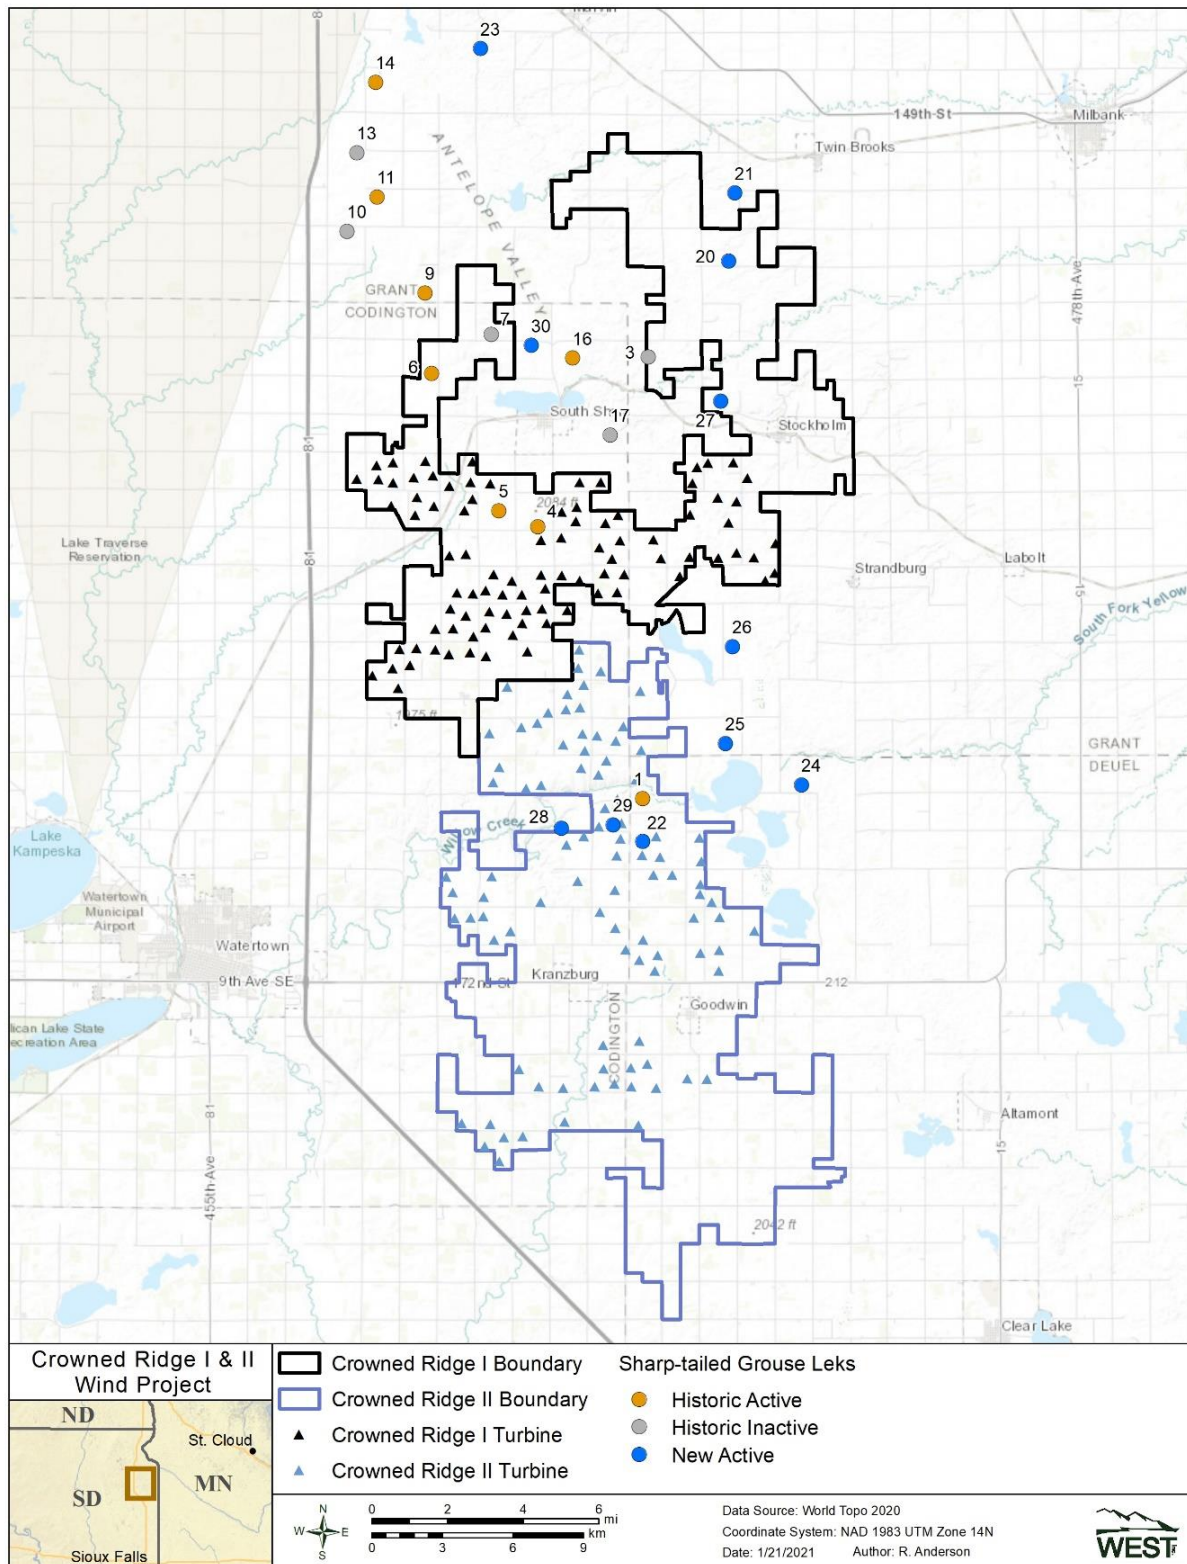 23
14
149th St
Milbank
13
Twin Brooks
ANTELOPE VALLEY
11
21
10
20
9
GRANT
CODINGTON
478th Ave
7
30
16
3
6
15
South Sh
17
27
Stockholm
81
5
2084 ft
4
Lake Traverse
Reservation
81
Labolt
Strandburg
15
South Fork Yellow
26
1975 ft
25
GRANT
DEUEL
24
1
29
28
22
Willow Creek
Lake
Kampeska
Watertown
Municipal
Airport
Watertown
9th Ave SE
172nd St
Kranzburg
212
Goodwin
CODINGTON
lican Lake State
ecreation Area
81
Altamont
15
455th Ave
2042 ft
Clear Lake
Crowned Ridge I & II
Wind Project
ND
St. Cloud
SD
MN
Sioux Falls
Crowned Ridge I Boundary
Crowned Ridge II Boundary
Crowned Ridge I Turbine
Crowned Ridge II Turbine
Sharp-tailed Grouse Leks
Historic Active
Historic Inactive
New Active
N
W E
S
0 2 4 6
mi
km
0 3 6 9
Data Source: World Topo 2020
Coordinate System: NAD 1983 UTM Zone 14N
Date: 1/21/2021 Author: R. Anderson
WEST